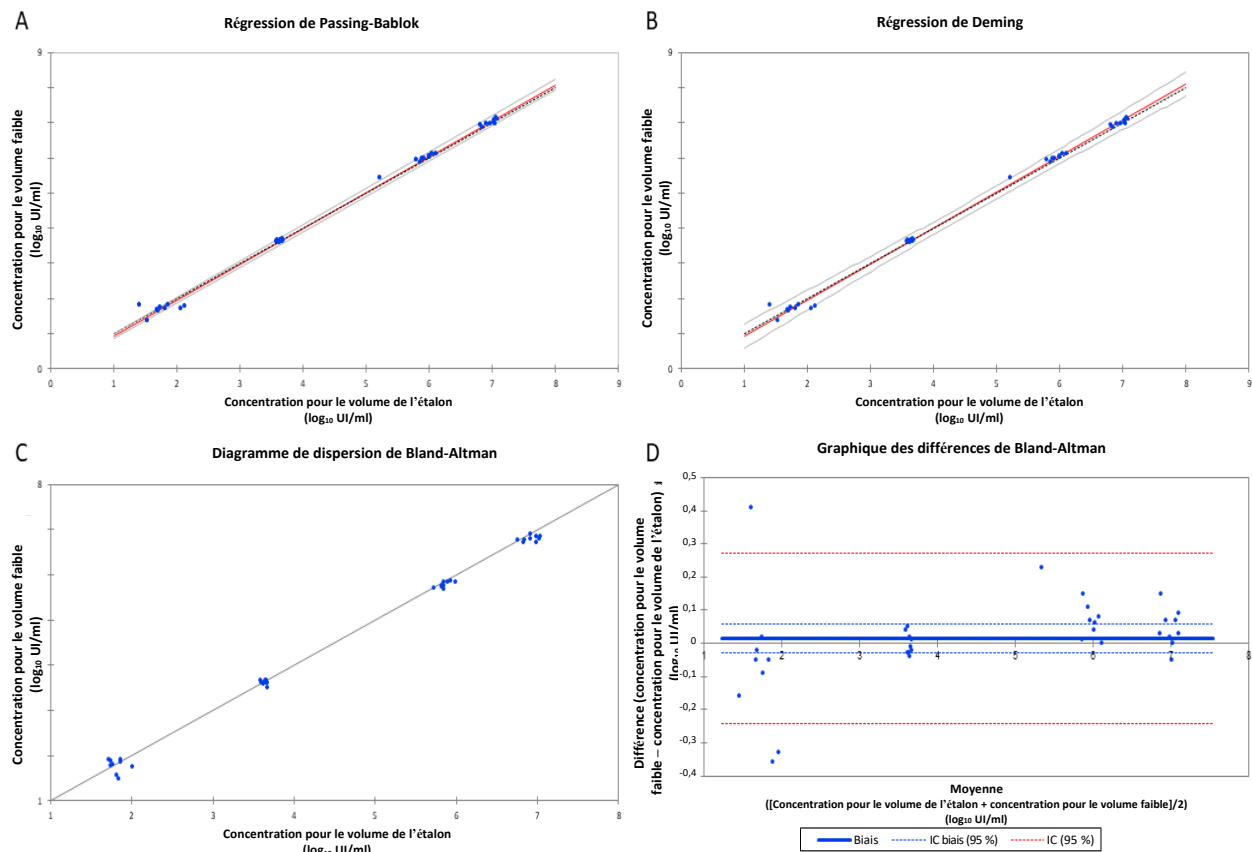 A
Régression de Passing-Bablok
9
0
Concentration pour le volume faible
(log₁₀ UI/ml)
0 1 2 3 4 5 6 7 8 9
Concentration pour le volume de l'étalon
(log₁₀ UI/ml)
B
Régression de Deming
9
0
Concentration pour le volume faible
(log₁₀ UI/ml)
0 1 2 3 4 5 6 7 8 9
Concentration pour le volume de l'étalon
(log₁₀ UI/ml)
C
Diagramme de dispersion de Bland-Altman
8
1
Concentration pour le volume faible
(log₁₀ UI/ml)
1 2 3 4 5 6 7 8
Concentration pour le volume de l'étalon
(log₁₀ UI/ml)
D
Graphique des différences de Bland-Altman
0,5
0,4
0,3
0,2
0,1
0
-0,1
-0,2
-0,3
-0,4
Différence (concentration pour le volume
faible – concentration pour le volume de l'étalon)
(log₁₀ UI/ml)
1 2 3 4 5 6 7 8
Moyenne
([Concentration pour le volume de l'étalon + concentration pour le volume faible]/2)
(log₁₀ UI/ml)
Biais IC biais (95 %) IC (95 %)